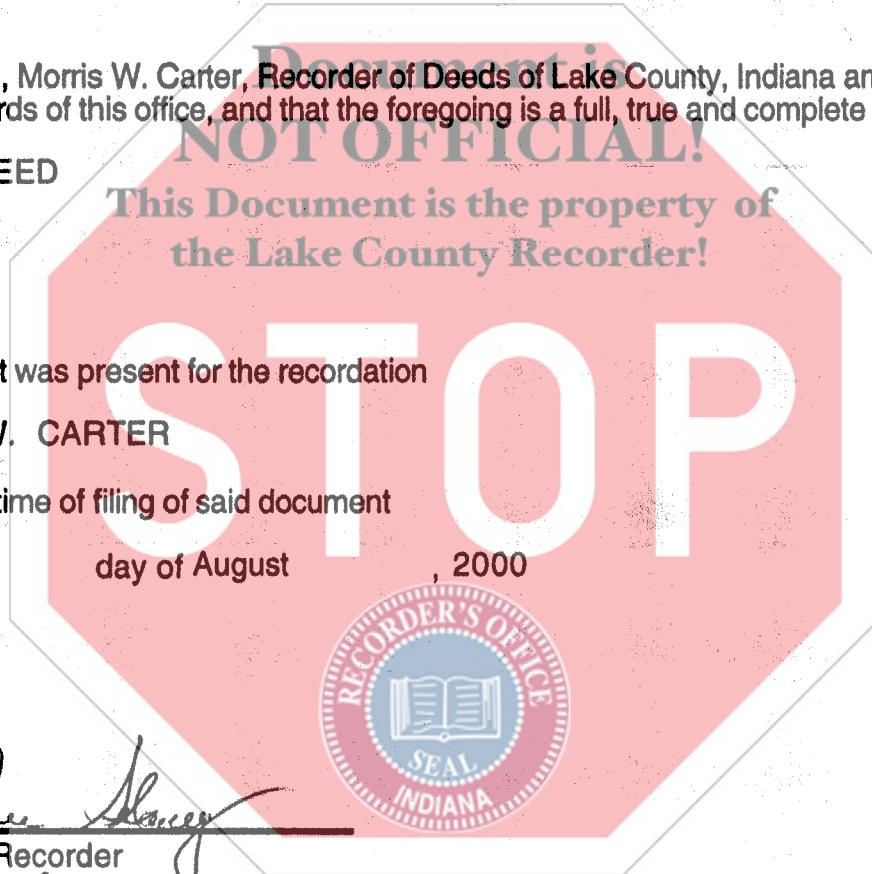 Document is
, Morris W. Carter, Recorder of Deeds of Lake County, Indiana an
rds of this office, and that the foregoing is a full, true and complete
NOT OFFICIAL!
EED
This Document is the property of
the Lake County Recorder!
STOP
t was present for the recordation
W. CARTER
time of filing of said document
day of August , 2000
RECORDER'S OFFICE
SEAL
INDIANA
Recorder